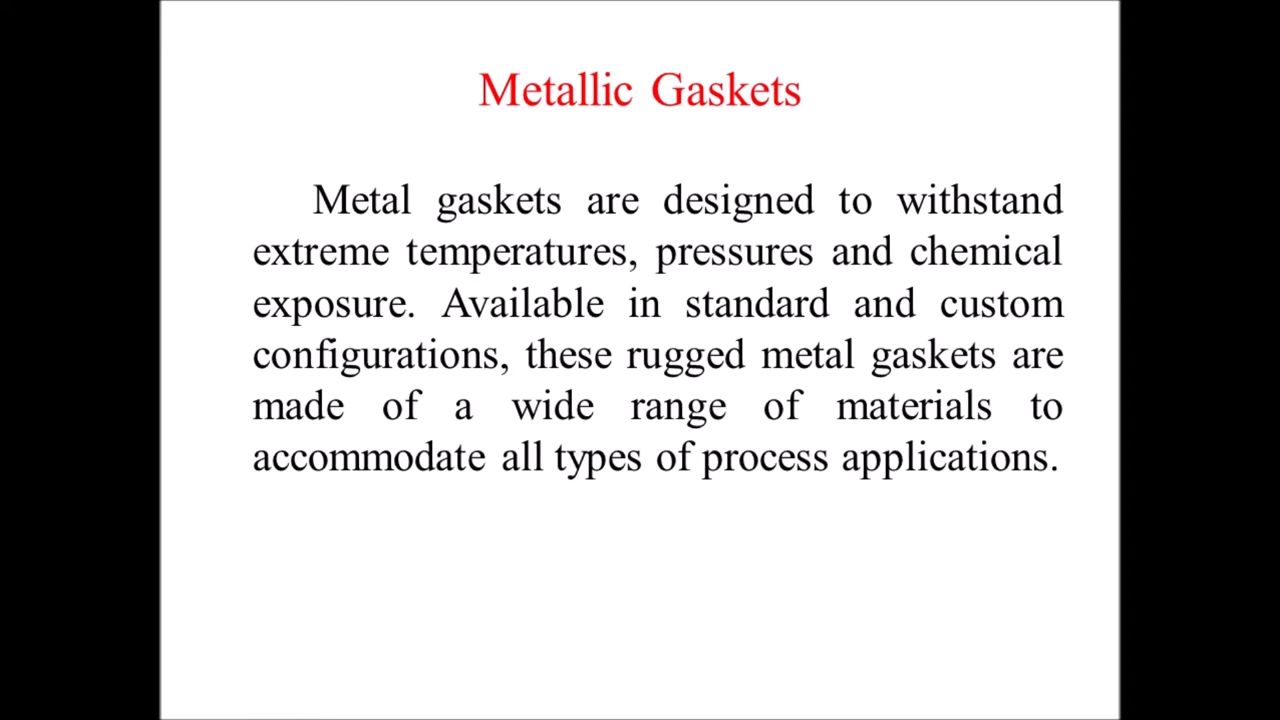 Metallic Gaskets
Metal gaskets are designed to withstand
extreme temperatures, pressures and chemical
exposure. Available in standard and custom
configurations, these rugged metal gaskets are
made of a wide range of materials to
accommodate all types of process applications.